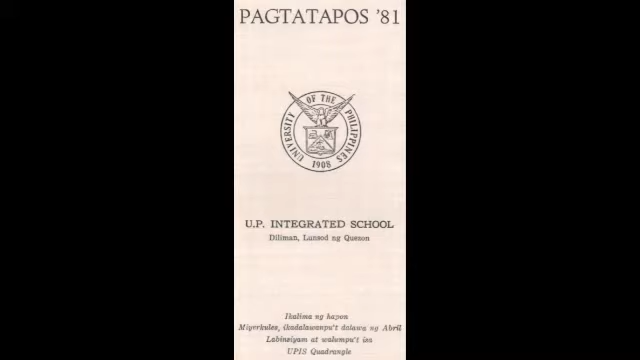 PAGTATAPOS '81
UNIVERSITY OF THE PHILIPPINES
1908
U.P. INTEGRATED SCHOOL
Diliman, Lunsod ng Quezon
Ikalima ng hapon
Miyerkules, ikadalawanpu't dalawa ng Abril
Labinsiyam at walumpu't isa
UPIS Quadrangle